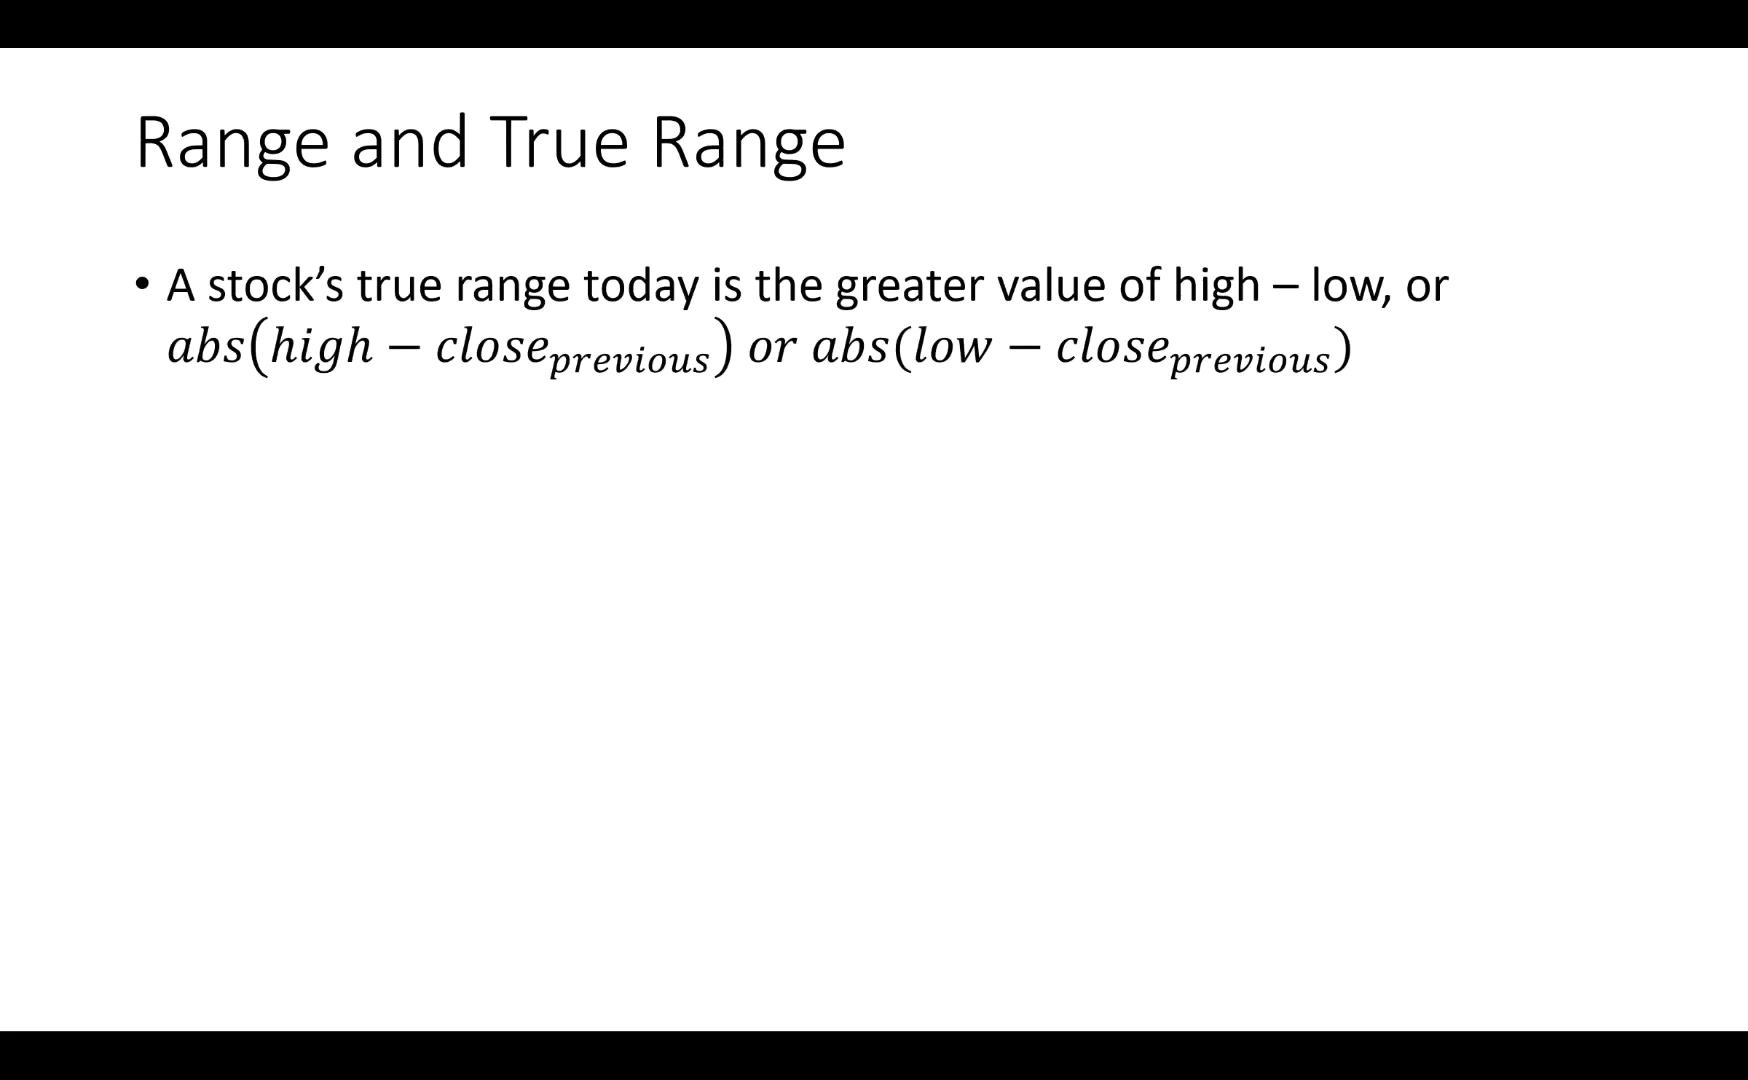 Range and True Range
• A stock’s true range today is the greater value of high – low, or
abs(high − close_previous) or abs(low − close_previous)